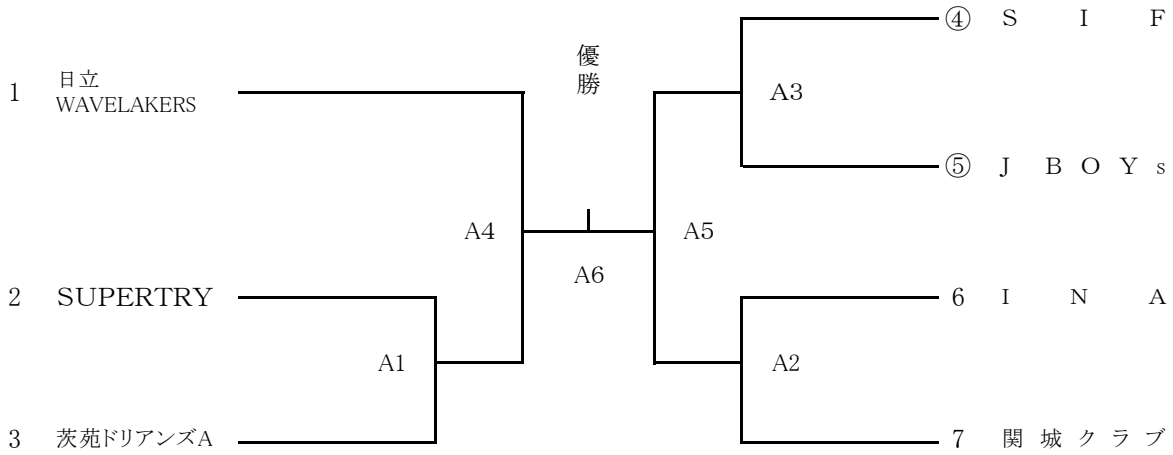 ④ S I F
優勝
1 日立
WAVELAKERS
A3
⑤ J B O Y s
A4
A5
A6
2 SUPERTRY
6 I N A
A1
A2
3 茨苑ドリアンズA
7 関城クラブ